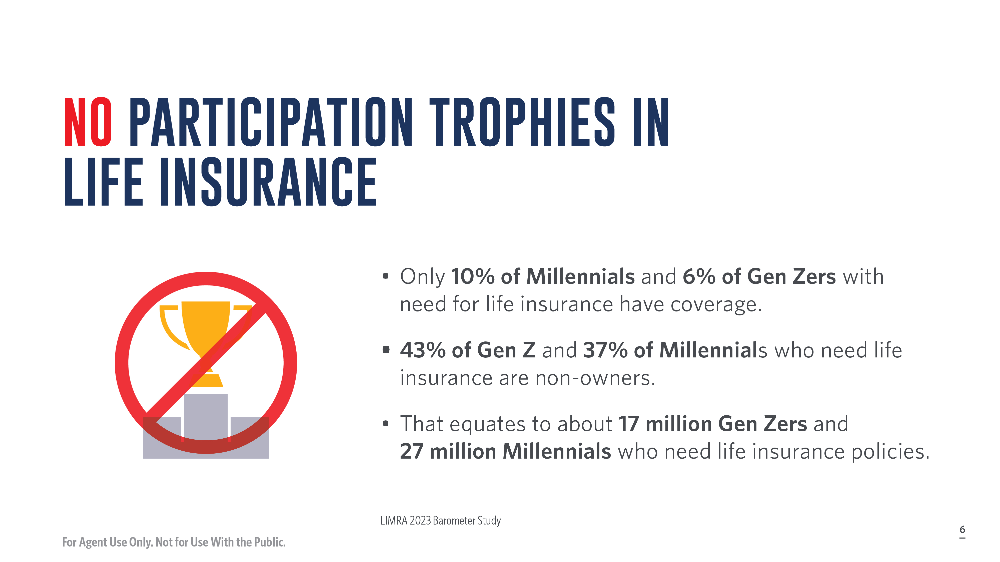 NO PARTICIPATION TROPHIES IN
LIFE INSURANCE
• Only 10% of Millennials and 6% of Gen Zers with
need for life insurance have coverage.
• 43% of Gen Z and 37% of Millennials who need life
insurance are non-owners.
• That equates to about 17 million Gen Zers and
27 million Millennials who need life insurance policies.
LIMRA 2023 Barometer Study
6
For Agent Use Only. Not for Use With the Public.